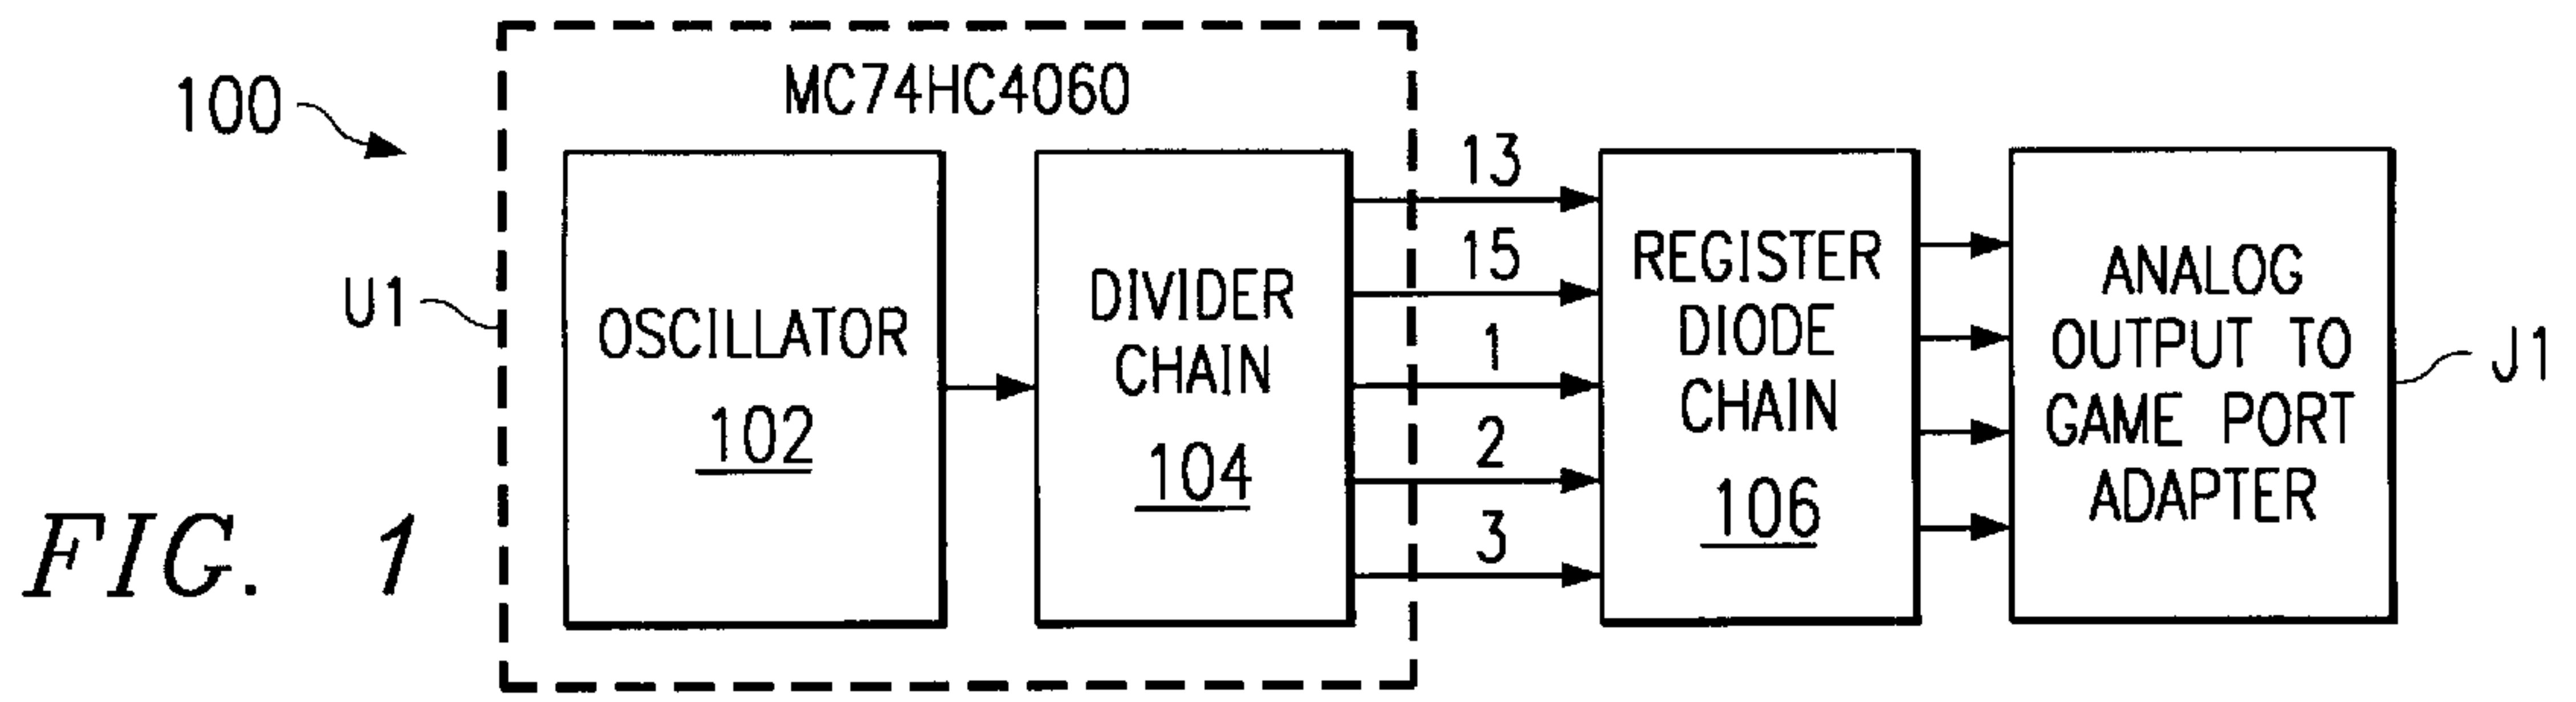 100
U1
MC74HC4060
OSCILLATOR
102
DIVIDER
CHAIN
104
13
15
1
2
3
REGISTER
DIODE
CHAIN
106
ANALOG
OUTPUT TO
GAME PORT
ADAPTER
J1
FIG. 1